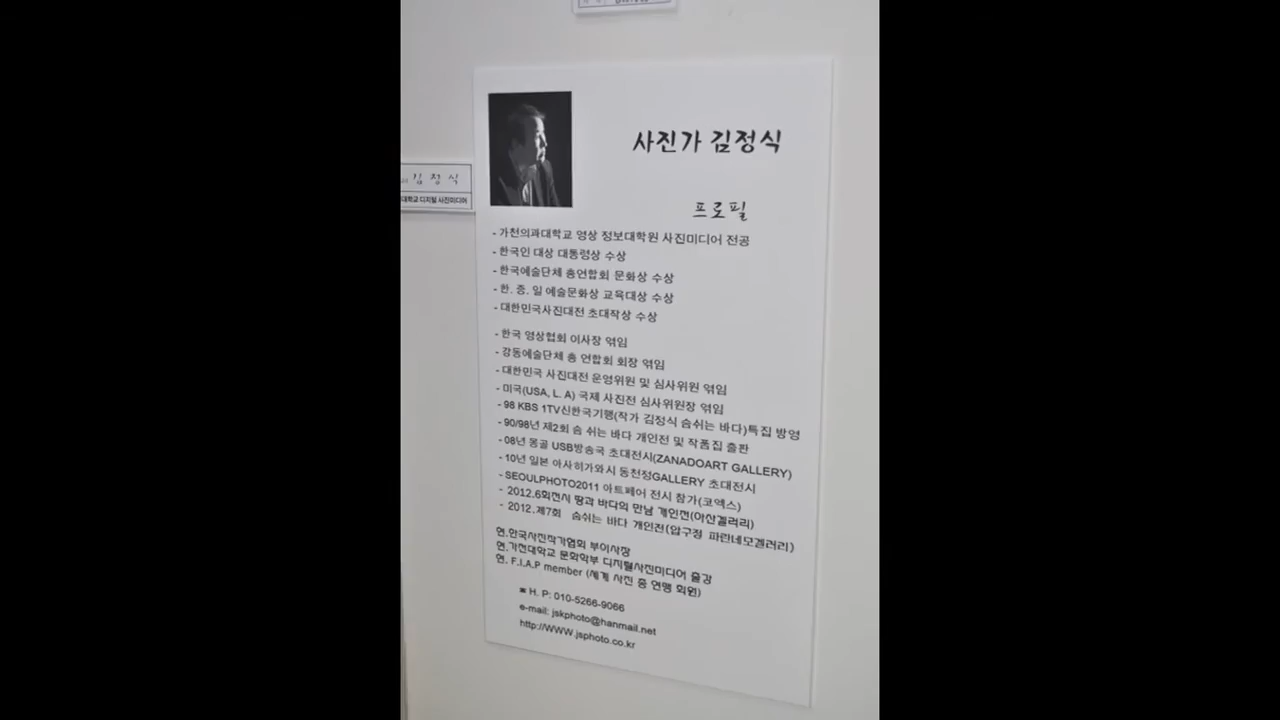 김 정 식
대학교 디지털 사진미디어
사진가 김정식
프로필
- 가천의과대학교 영상 정보대학원 사진미디어 전공
- 한국인 대상 대통령상 수상
- 한국예술단체 총연합회 문화상 수상
- 한. 중. 일 예술문화상 교육대상 수상
- 대한민국사진대전 초대작상 수상
- 한국 영상협회 이사장 엮임
- 강동예술단체 총 연합회 회장 엮임
- 대한민국 사진대전 운영위원 및 심사위원 엮임
- 미국(USA, L. A) 국제 사진전 심사위원장 엮임
- 98 KBS 1TV신한국기행(작가 김정식 숨쉬는 바다)특집 방영
- 90/98년 제2회 숨 쉬는 바다 개인전 및 작품집 출판
- 08년 몽골 USB방송국 초대전시(ZANADOART GALLERY)
- 10년 일본 아사히가와시 동천정GALLERY 초대전시
- SEOULPHOTO2011 아트페어 전시 참가(코엑스)
- 2012.6회전시 땅과 바다의 만남 개인전(아산갤러리)
- 2012.제7회 숨쉬는 바다 개인전(압구정 파린네모갤러리)
현.한국사진작가협회 부이사장
현.가천대학교 문화학부 디지털사진미디어 출강
현. F.I.A.P member (세계 사진 총 연맹 회원)
H. P: 010-5266-9066
e-mail: jskphoto@hanmail.net
http://WWW.jsphoto.co.kr